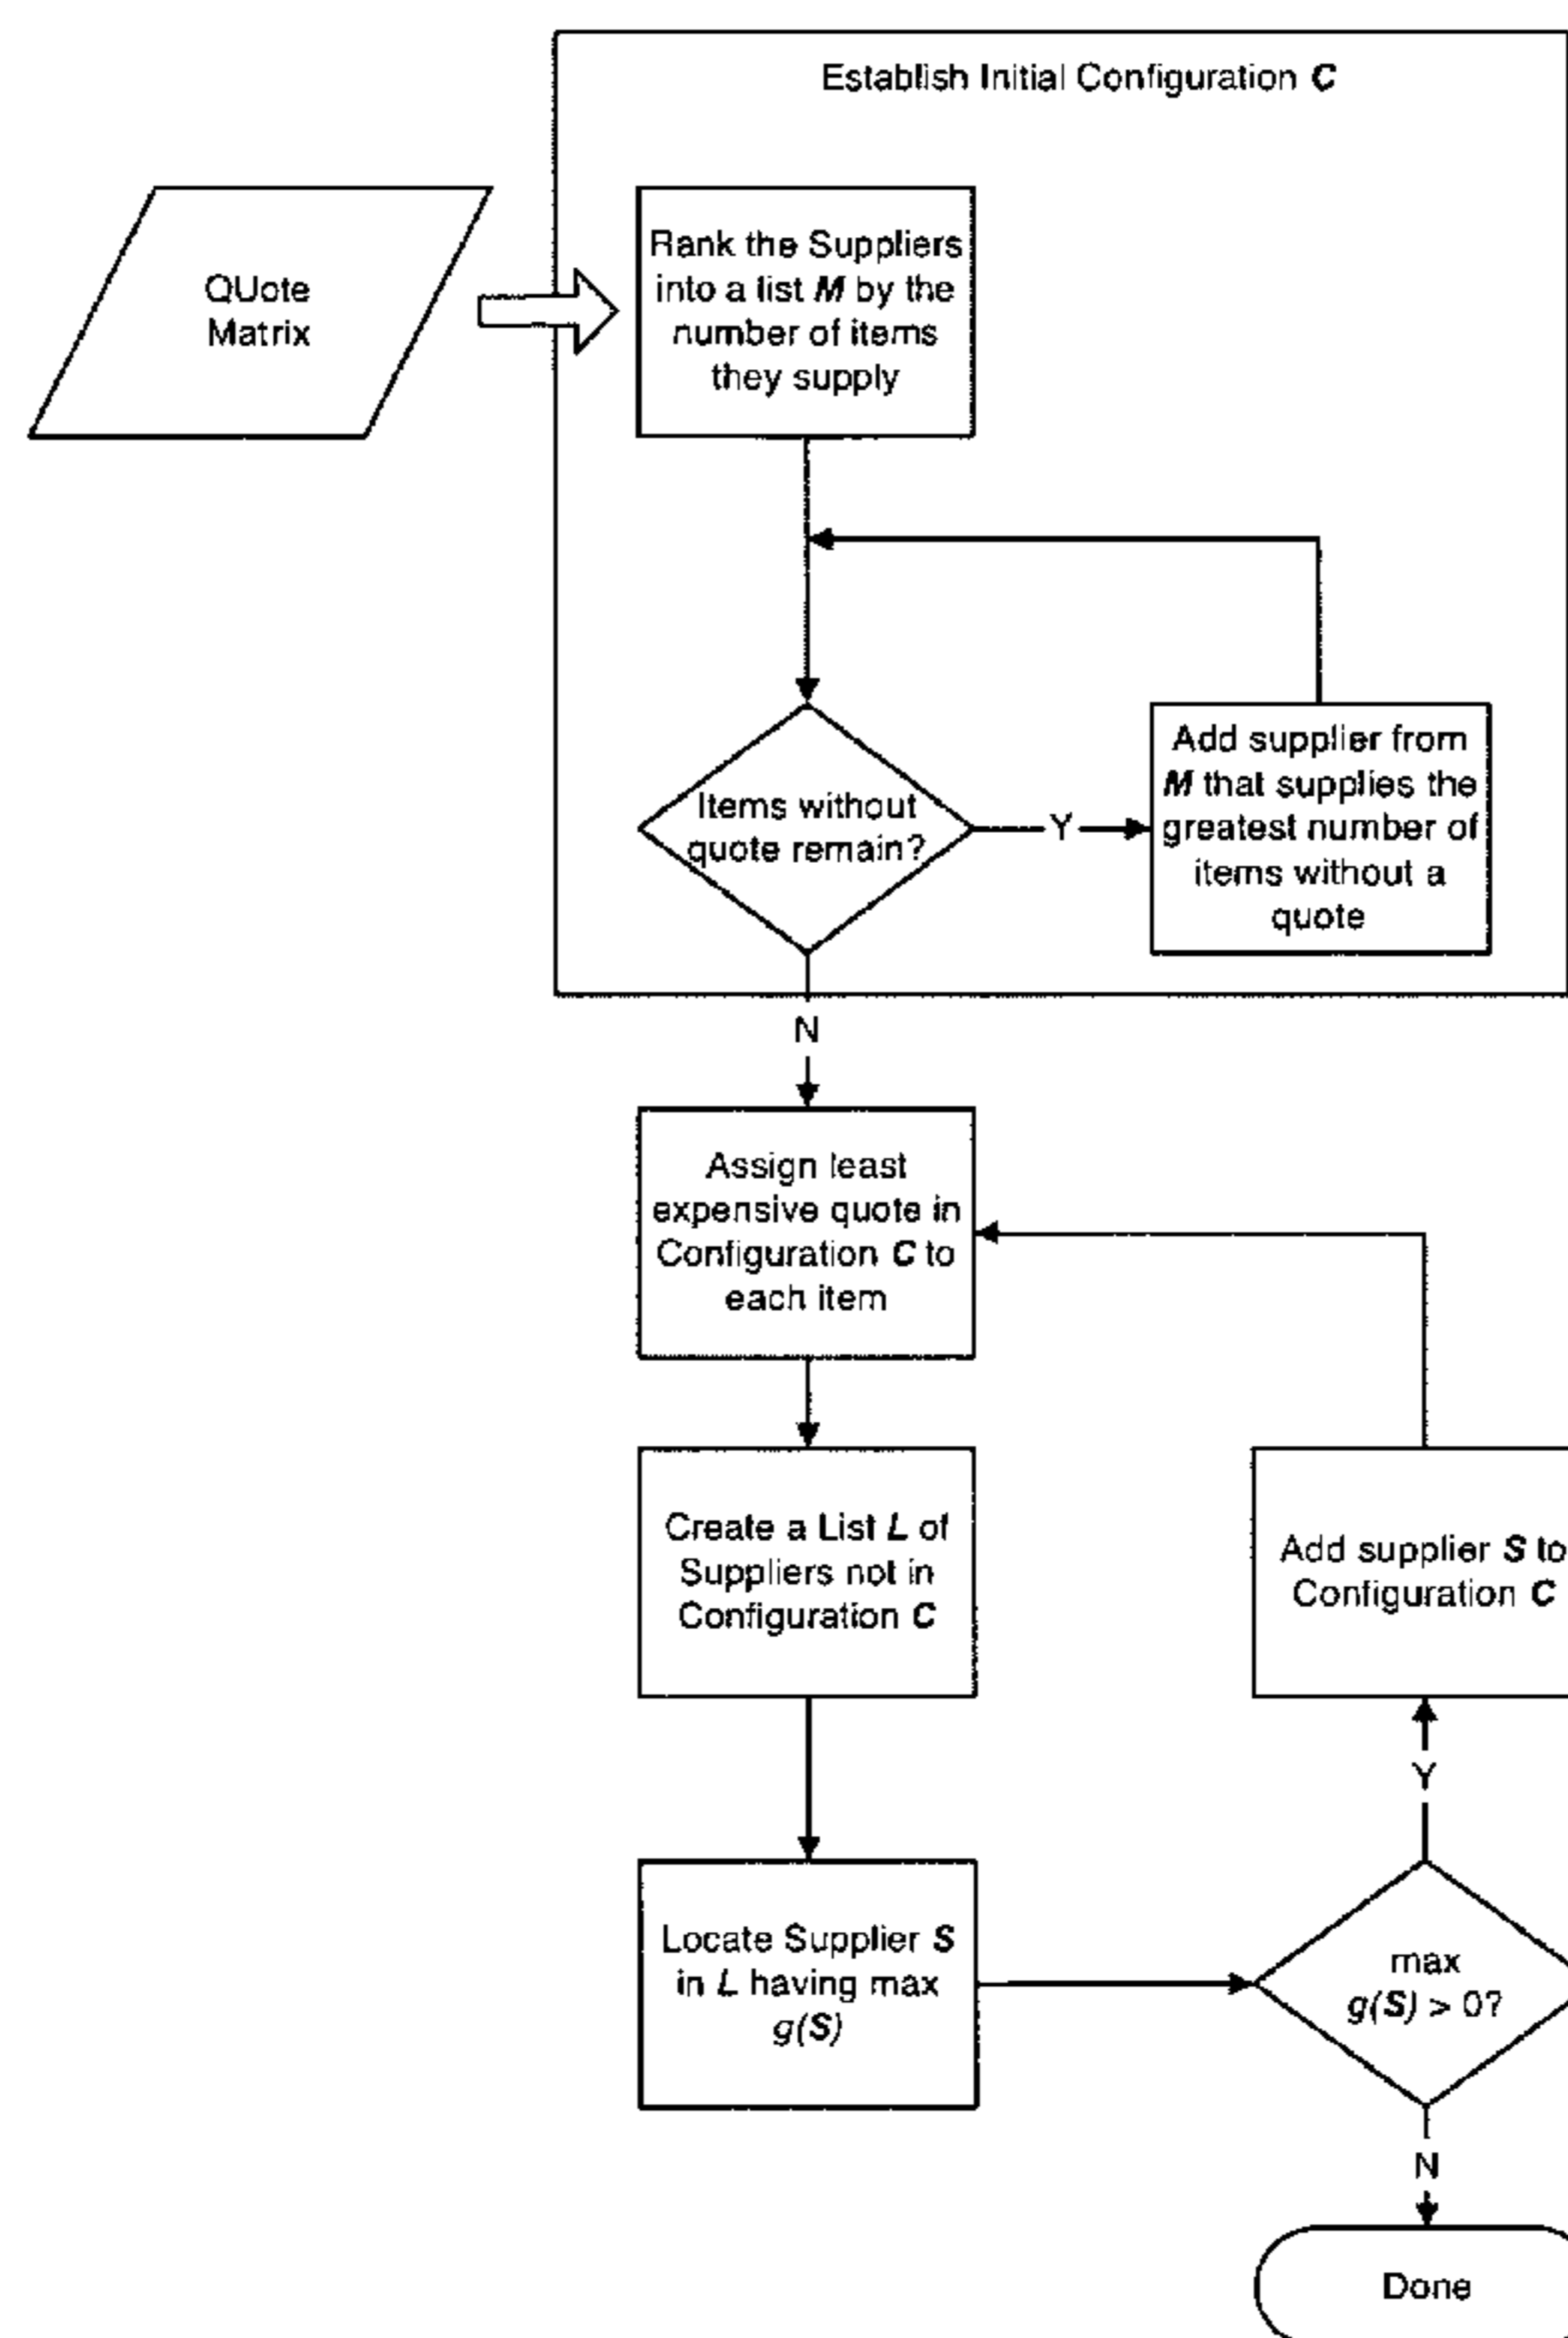 Establish Initial Configuration C
QUote
Matrix
Rank the Suppliers
into a list M by the
number of items
they supply
Items without
quote remain?
Y
Add supplier from
M that supplies the
greatest number of
items without a
quote
N
Assign least
expensive quote in
Configuration C to
each item
Create a List L of
Suppliers not in
Configuration C
Add supplier S to
Configuration C
Y
Locate Supplier S
in L having max
g(S)
max
g(S) > 0?
N
Done